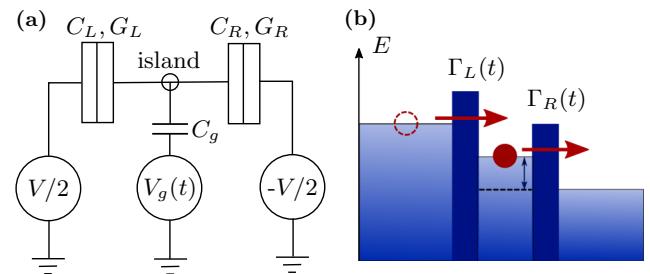 (a)
C_L, G_L
C_R, G_R
island
C_g
V/2
V_g(t)
-V/2
(b)
E
Γ_L(t)
Γ_R(t)